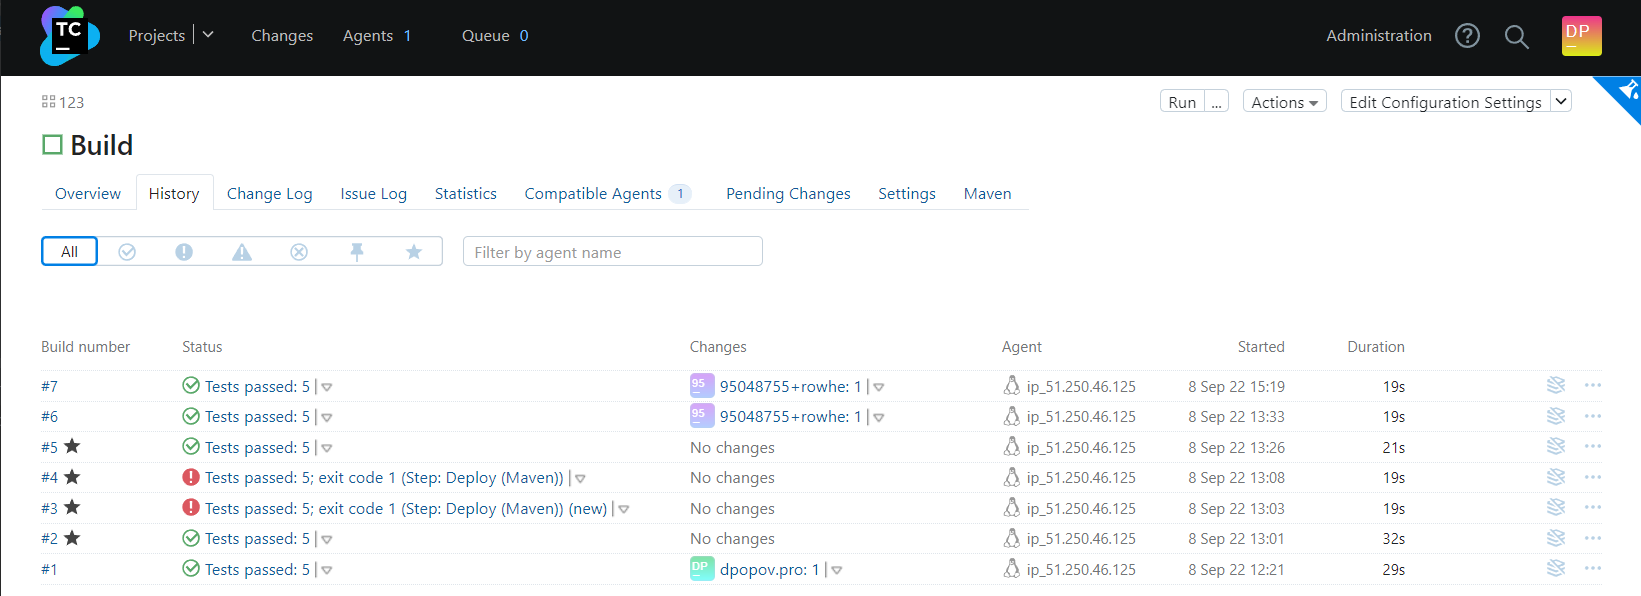 TC Projects Changes Agents 1 Queue 0 Administration DP
123 Run ... Actions Edit Configuration Settings
Build
Overview History Change Log Issue Log Statistics Compatible Agents 1 Pending Changes Settings Maven
All Filter by agent name
Build number Status Changes Agent Started Duration
#7 Tests passed: 5 95 95048755+rowhe: 1 ip_51.250.46.125 8 Sep 22 15:19 19s
#6 Tests passed: 5 95 95048755+rowhe: 1 ip_51.250.46.125 8 Sep 22 13:33 19s
#5 Tests passed: 5 No changes ip_51.250.46.125 8 Sep 22 13:26 21s
#4 Tests passed: 5; exit code 1 (Step: Deploy (Maven)) No changes ip_51.250.46.125 8 Sep 22 13:08 19s
#3 Tests passed: 5; exit code 1 (Step: Deploy (Maven)) (new) No changes ip_51.250.46.125 8 Sep 22 13:03 19s
#2 Tests passed: 5 No changes ip_51.250.46.125 8 Sep 22 13:01 32s
#1 Tests passed: 5 DP dpopov.pro: 1 ip_51.250.46.125 8 Sep 22 12:21 29s